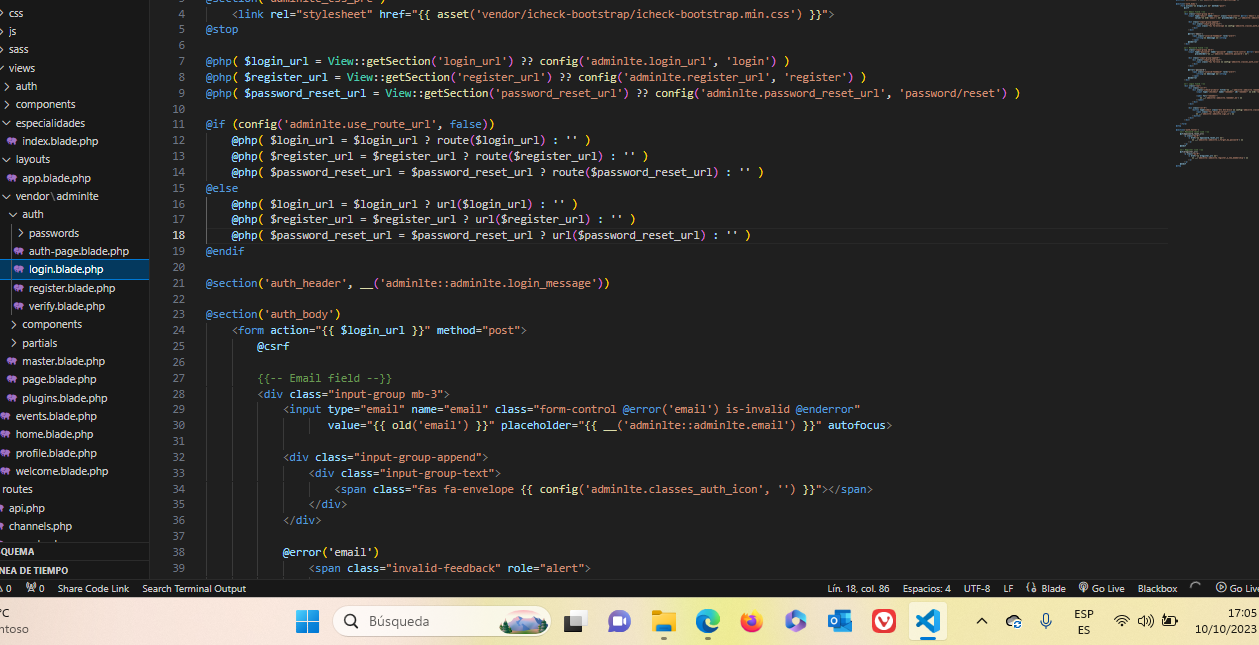 css
js
sass
views
auth
components
especialidades
index.blade.php
layouts
app.blade.php
vendor\adminlte
auth
passwords
auth-page.blade.php
login.blade.php
register.blade.php
verify.blade.php
components
partials
master.blade.php
page.blade.php
plugins.blade.php
events.blade.php
home.blade.php
profile.blade.php
welcome.blade.php
routes
api.php
channels.php
QUEMA
NEA DE TIEMPO
4 <link rel="stylesheet" href="{{ asset('vendor/icheck-bootstrap/icheck-bootstrap.min.css') }}">
5 @stop
6
7 @php( $login_url = View::getSection('login_url') ?? config('adminlte.login_url', 'login') )
8 @php( $register_url = View::getSection('register_url') ?? config('adminlte.register_url', 'register') )
9 @php( $password_reset_url = View::getSection('password_reset_url') ?? config('adminlte.password_reset_url', 'password/reset') )
10
11 @if (config('adminlte.use_route_url', false))
12 @php( $login_url = $login_url ? route($login_url) : '' )
13 @php( $register_url = $register_url ? route($register_url) : '' )
14 @php( $password_reset_url = $password_reset_url ? route($password_reset_url) : '' )
15 @else
16 @php( $login_url = $login_url ? url($login_url) : '' )
17 @php( $register_url = $register_url ? url($register_url) : '' )
18 @php( $password_reset_url = $password_reset_url ? url($password_reset_url) : '' )
19 @endif
20
21 @section('auth_header', __('adminlte::adminlte.login_message'))
22
23 @section('auth_body')
24 <form action="{{ $login_url }}" method="post">
25 @csrf
26
27 {{-- Email field --}}
28 <div class="input-group mb-3">
29 <input type="email" name="email" class="form-control @error('email') is-invalid @enderror"
30 value="{{ old('email') }}" placeholder="{{ __('adminlte::adminlte.email') }}" autofocus>
31
32 <div class="input-group-append">
33 <div class="input-group-text">
34 <span class="fas fa-envelope {{ config('adminlte.classes_auth_icon', '') }}"></span>
35 </div>
36 </div>
37
38 @error('email')
39 <span class="invalid-feedback" role="alert">
0 0 Share Code Link Search Terminal Output Lín. 18, col. 86 Espacios: 4 UTF-8 LF Blade Go Live Blackbox Go Live
°C
ntoso
Búsqueda
ESP
ES
17:05
10/10/2023